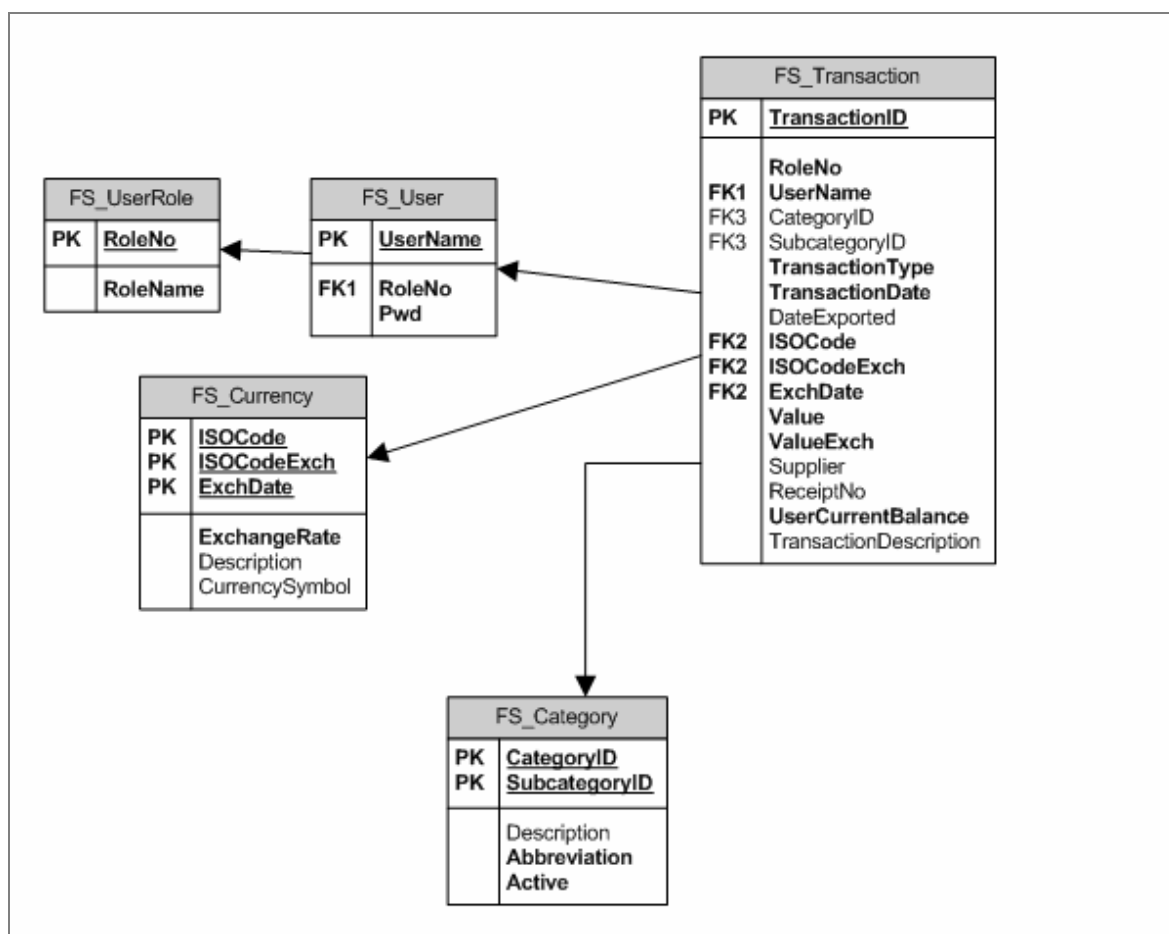 FS_Transaction
PK TransactionID
RoleNo
FK1 UserName
FK3 CategoryID
FK3 SubcategoryID
TransactionType
TransactionDate
DateExported
FK2 ISOCode
FK2 ISOCodeExch
FK2 ExchDate
Value
ValueExch
Supplier
ReceiptNo
UserCurrentBalance
TransactionDescription
FS_UserRole
PK RoleNo
RoleName
FS_User
PK UserName
FK1 RoleNo
Pwd
FS_Currency
PK ISOCode
PK ISOCodeExch
PK ExchDate
ExchangeRate
Description
CurrencySymbol
FS_Category
PK CategoryID
PK SubcategoryID
Description
Abbreviation
Active